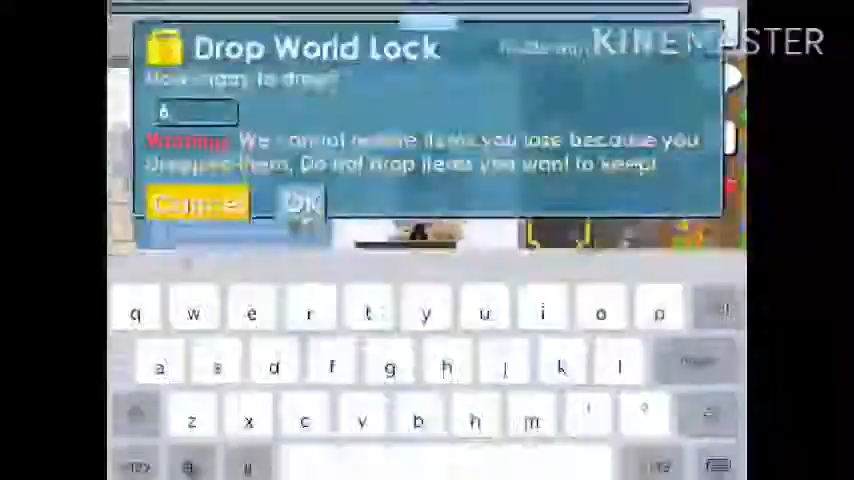 Drop World Lock
KINEMASTER
How many to drop?
6
Warning: We cannot restore items you lose because you
dropped them. Do not drop items you want to keep!
Cancel OK
q w e r t y u i o p
a s d f g h j k l
z x c v b n m ! ?